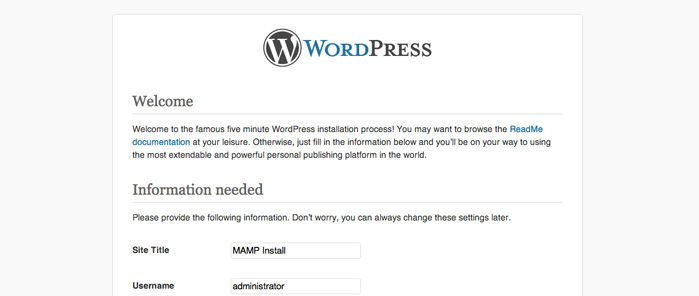 WORDPRESS
Welcome
Welcome to the famous five minute WordPress installation process! You may want to browse the ReadMe
documentation at your leisure. Otherwise, just fill in the information below and you'll be on your way to using
the most extendable and powerful personal publishing platform in the world.
Information needed
Please provide the following information. Don't worry, you can always change these settings later.
Site Title MAMP Install
Username administrator